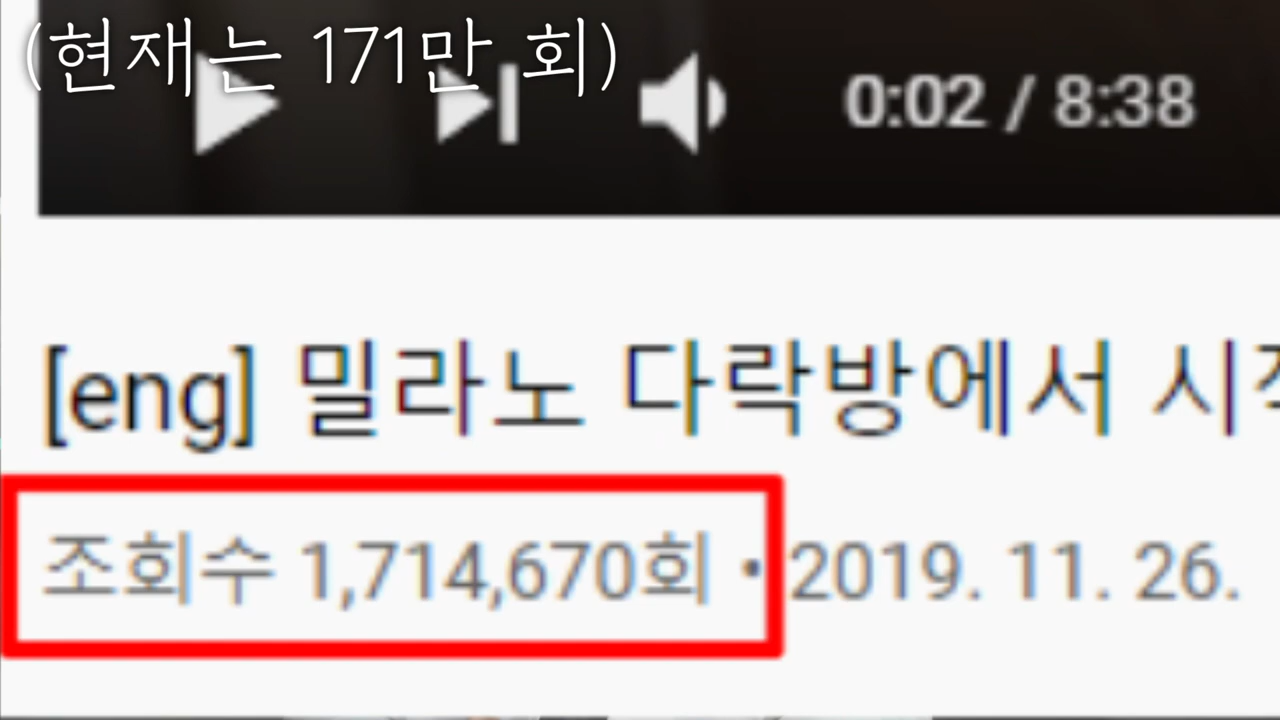 (현재는 171만 회)
0:02 / 8:38
[eng] 밀라노 다락방에서
조회수 1,714,670회 • 2019. 11. 26.